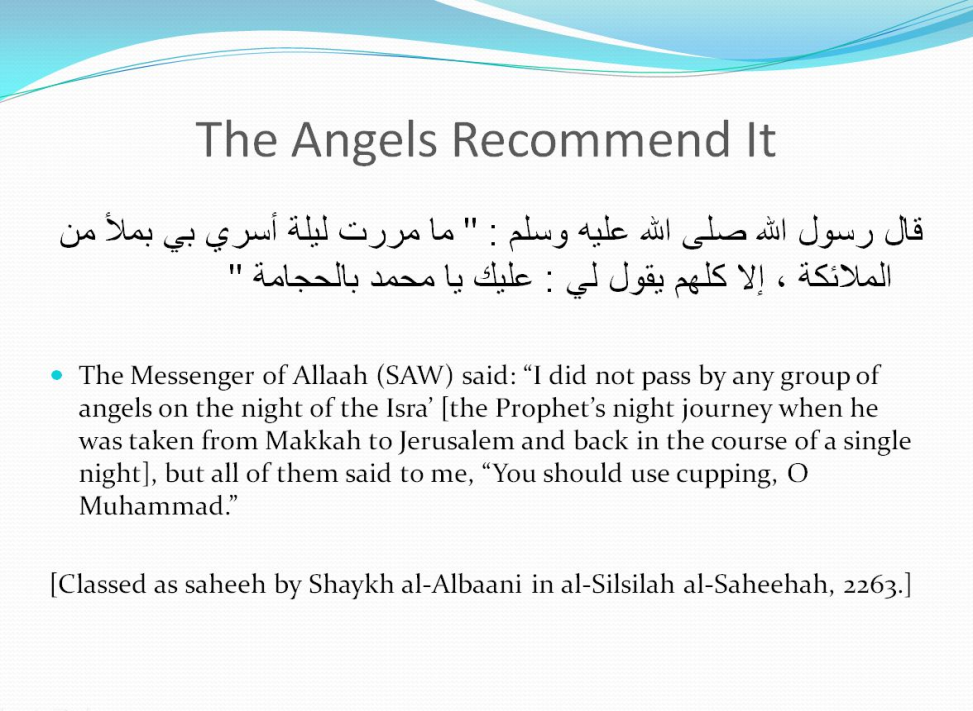 The Angels Recommend It
قال رسول الله صلى الله عليه وسلم : " ما مررت ليلة أسري بي بملأ من
الملائكة ، إلا كلهم يقول لي : عليك يا محمد بالحجامة "
• The Messenger of Allaah (SAW) said: “I did not pass by any group of
angels on the night of the Isra’ [the Prophet’s night journey when he
was taken from Makkah to Jerusalem and back in the course of a single
night], but all of them said to me, “You should use cupping, O
Muhammad.”
[Classed as saheeh by Shaykh al-Albaani in al-Silsilah al-Saheehah, 2263.]